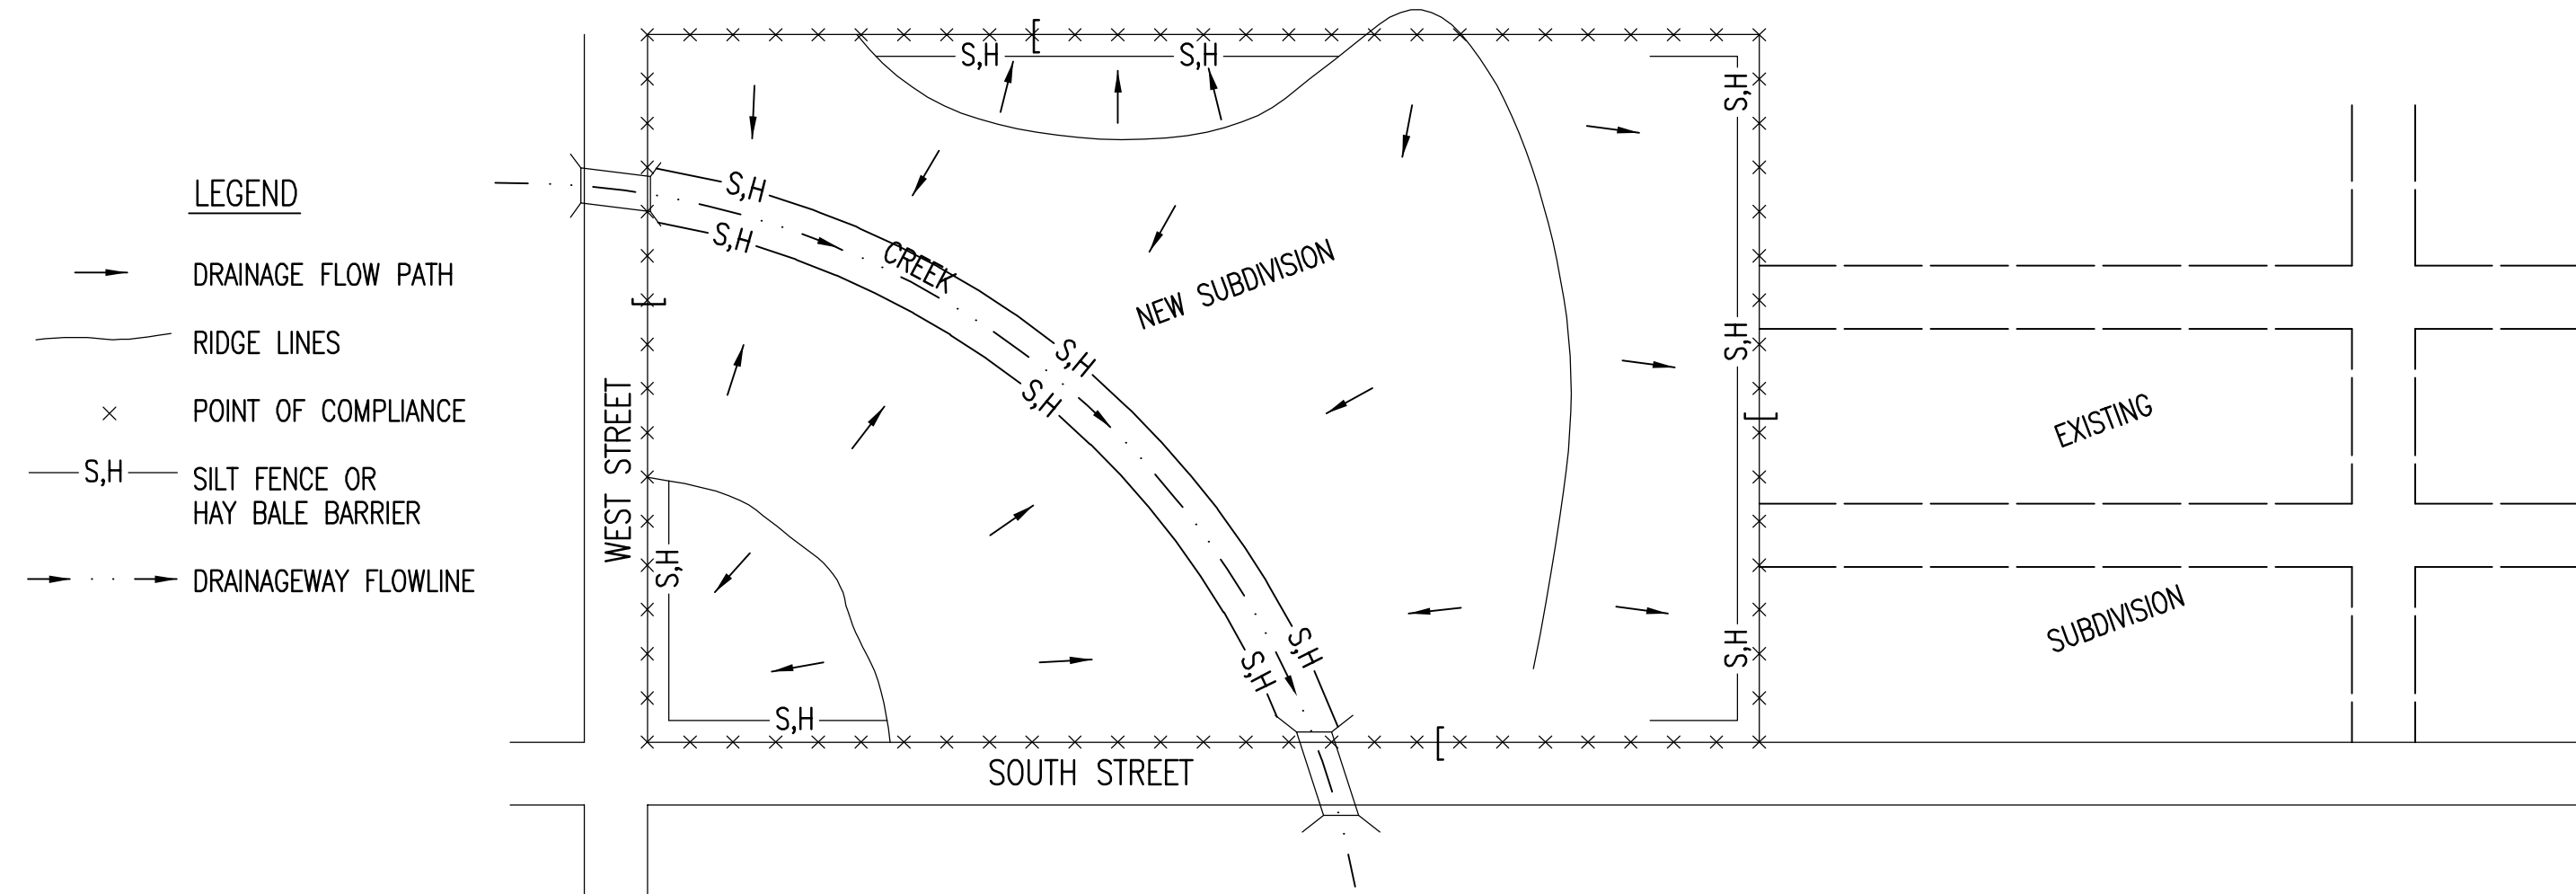 LEGEND
DRAINAGE FLOW PATH
RIDGE LINES
POINT OF COMPLIANCE
S,H
SILT FENCE OR
HAY BALE BARRIER
DRAINAGEWAY FLOWLINE
S,H
S,H
S,H
S,H
S,H
CREEK
NEW SUBDIVISION
S,H
S,H
S,H
WEST STREET
EXISTING
S,H
S,H
S,H
S,H
SUBDIVISION
S,H
SOUTH STREET